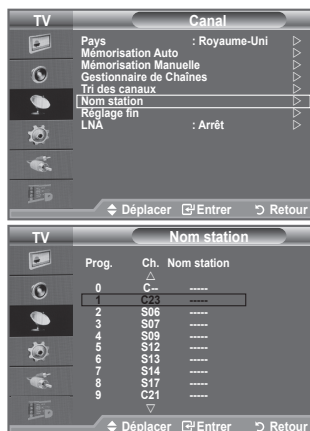 TV
Canal
Pays : Royaume-Uni
Mémorisation Auto
Mémorisation Manuelle
Gestionnaire de Chaînes
Tri des canaux
Nom station
Réglage fin
LNA : Arrêt
Déplacer Entrer Retour
TV
Nom station
Prog. Ch. Nom station
0 C-- -----
1 C23 -----
2 S06 -----
3 S07 -----
4 S09 -----
5 S12 -----
6 S13 -----
7 S14 -----
8 S17 -----
9 C21 -----
Déplacer Entrer Retour